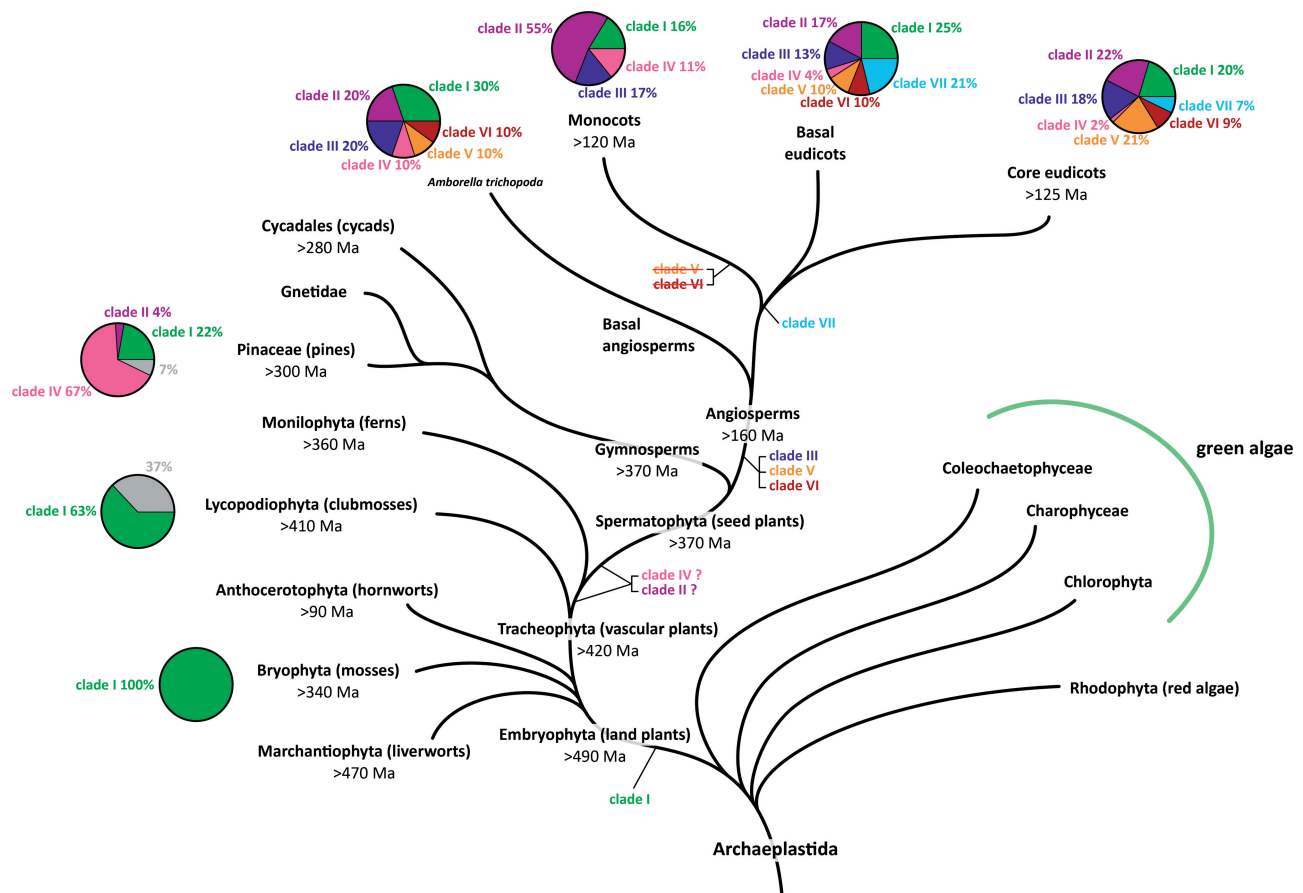 clade II 55%
clade I 16%
clade IV 11%
clade III 17%
Monocots
>120 Ma
clade II 17%
clade I 25%
clade III 13%
clade IV 4%
clade V 10%
clade VI 10%
clade VII 21%
Basal
eudicots
clade II 22%
clade I 20%
clade III 18%
clade VII 7%
clade IV 2%
clade VI 9%
clade V 21%
Core eudicots
>125 Ma
clade II 20%
clade I 30%
clade III 20%
clade VI 10%
clade V 10%
clade IV 10%
Amborella trichopoda
Cycadales (cycads)
>280 Ma
clade V
clade VI
Gnetidae
clade VII
Basal
angiosperms
clade II 4%
clade I 22%
7%
clade IV 67%
Pinaceae (pines)
>300 Ma
Monilophyta (ferns)
>360 Ma
Angiosperms
>160 Ma
Gymnosperms
>370 Ma
clade III
clade V
clade VI
green algae
Coleochaetophyceae
Charophyceae
Chlorophyta
37%
clade I 63%
Lycopodiophyta (clubmosses)
>410 Ma
Spermatophyta (seed plants)
>370 Ma
clade IV ?
clade II ?
Anthocerotophyta (hornworts)
>90 Ma
Tracheophyta (vascular plants)
>420 Ma
clade I 100%
Bryophyta (mosses)
>340 Ma
Rhodophyta (red algae)
Marchantiophyta (liverworts)
>470 Ma
Embryophyta (land plants)
>490 Ma
clade I
Archaeplastida